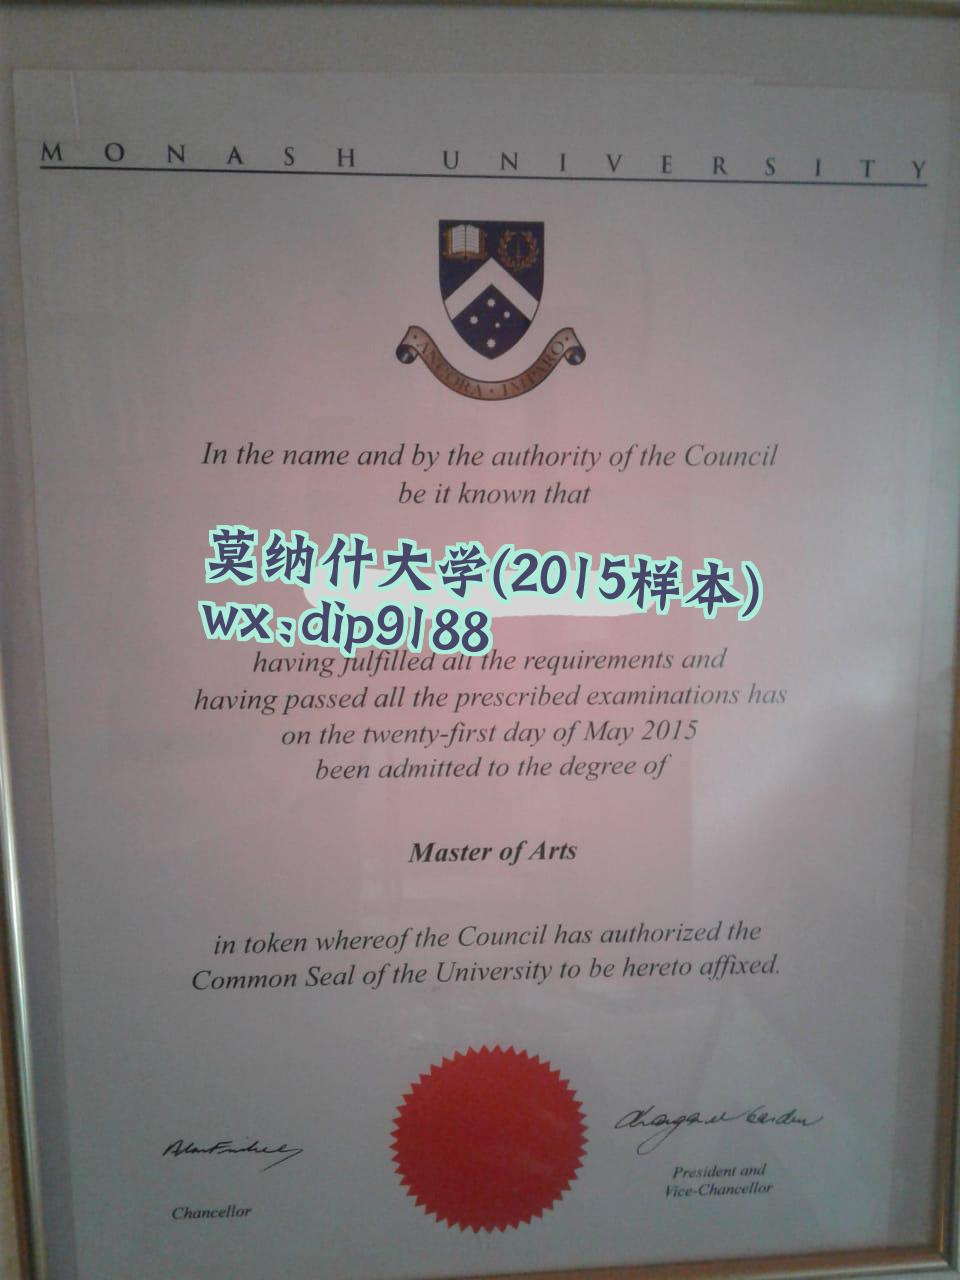 MONASH UNIVERSITY
ANCORA · IMPARO
In the name and by the authority of the Council
be it known that
莫纳什大学(2015样本)
wx:dip9188
having fulfilled all the requirements and
having passed all the prescribed examinations has
on the twenty-first day of May 2015
been admitted to the degree of
Master of Arts
in token whereof the Council has authorized the
Common Seal of the University to be hereto affixed.
Chancellor
President and
Vice-Chancellor